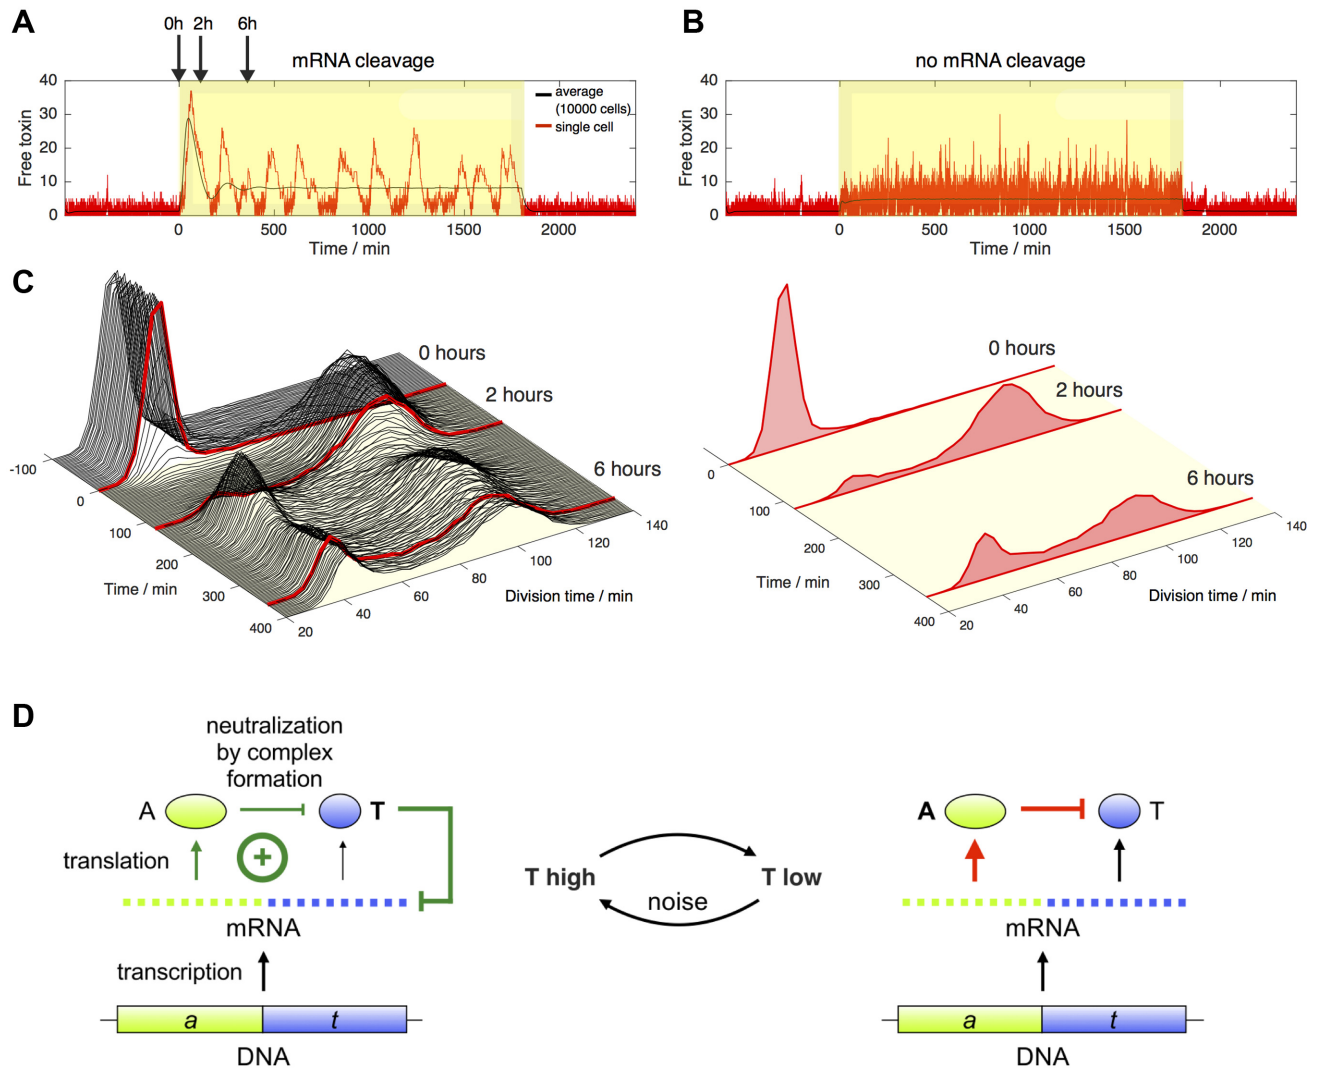 A
0h 2h 6h
mRNA cleavage
40
30
20
10
0
Free toxin
average
(10000 cells)
single cell
0 500 1000 1500 2000
Time / min
B
no mRNA cleavage
40
30
20
10
0
Free toxin
0 500 1000 1500 2000
Time / min
C
0 hours
2 hours
6 hours
-100
0
100
200
300
400
Time / min
20
40
60
80
100
120
140
Division time / min
0 hours
2 hours
6 hours
0
100
200
300
400
Time / min
20
40
60
80
100
120
140
Division time / min
D
neutralization
by complex
formation
A T
translation
+
mRNA
transcription
a t
DNA
T high
T low
noise
A T
mRNA
a t
DNA